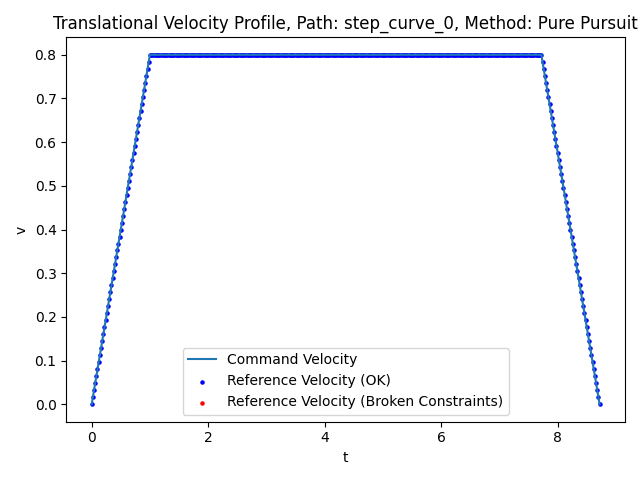 Translational Velocity Profile, Path: step_curve_0, Method: Pure Pursuit
v
0.8
0.7
0.6
0.5
0.4
0.3
0.2
0.1
0.0
Command Velocity
Reference Velocity (OK)
Reference Velocity (Broken Constraints)
0 2 4 6 8
t